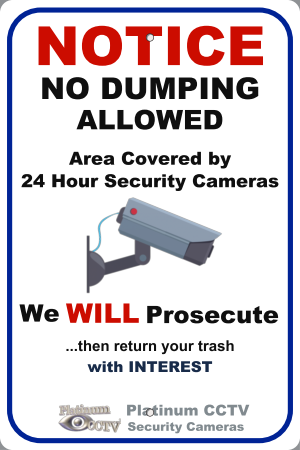 NOTICE
NO DUMPING
ALLOWED
Area Covered by
24 Hour Security Cameras
We WILL Prosecute
...then return your trash
with INTEREST
Platinum
CCTV
Platinum CCTV
Security Cameras